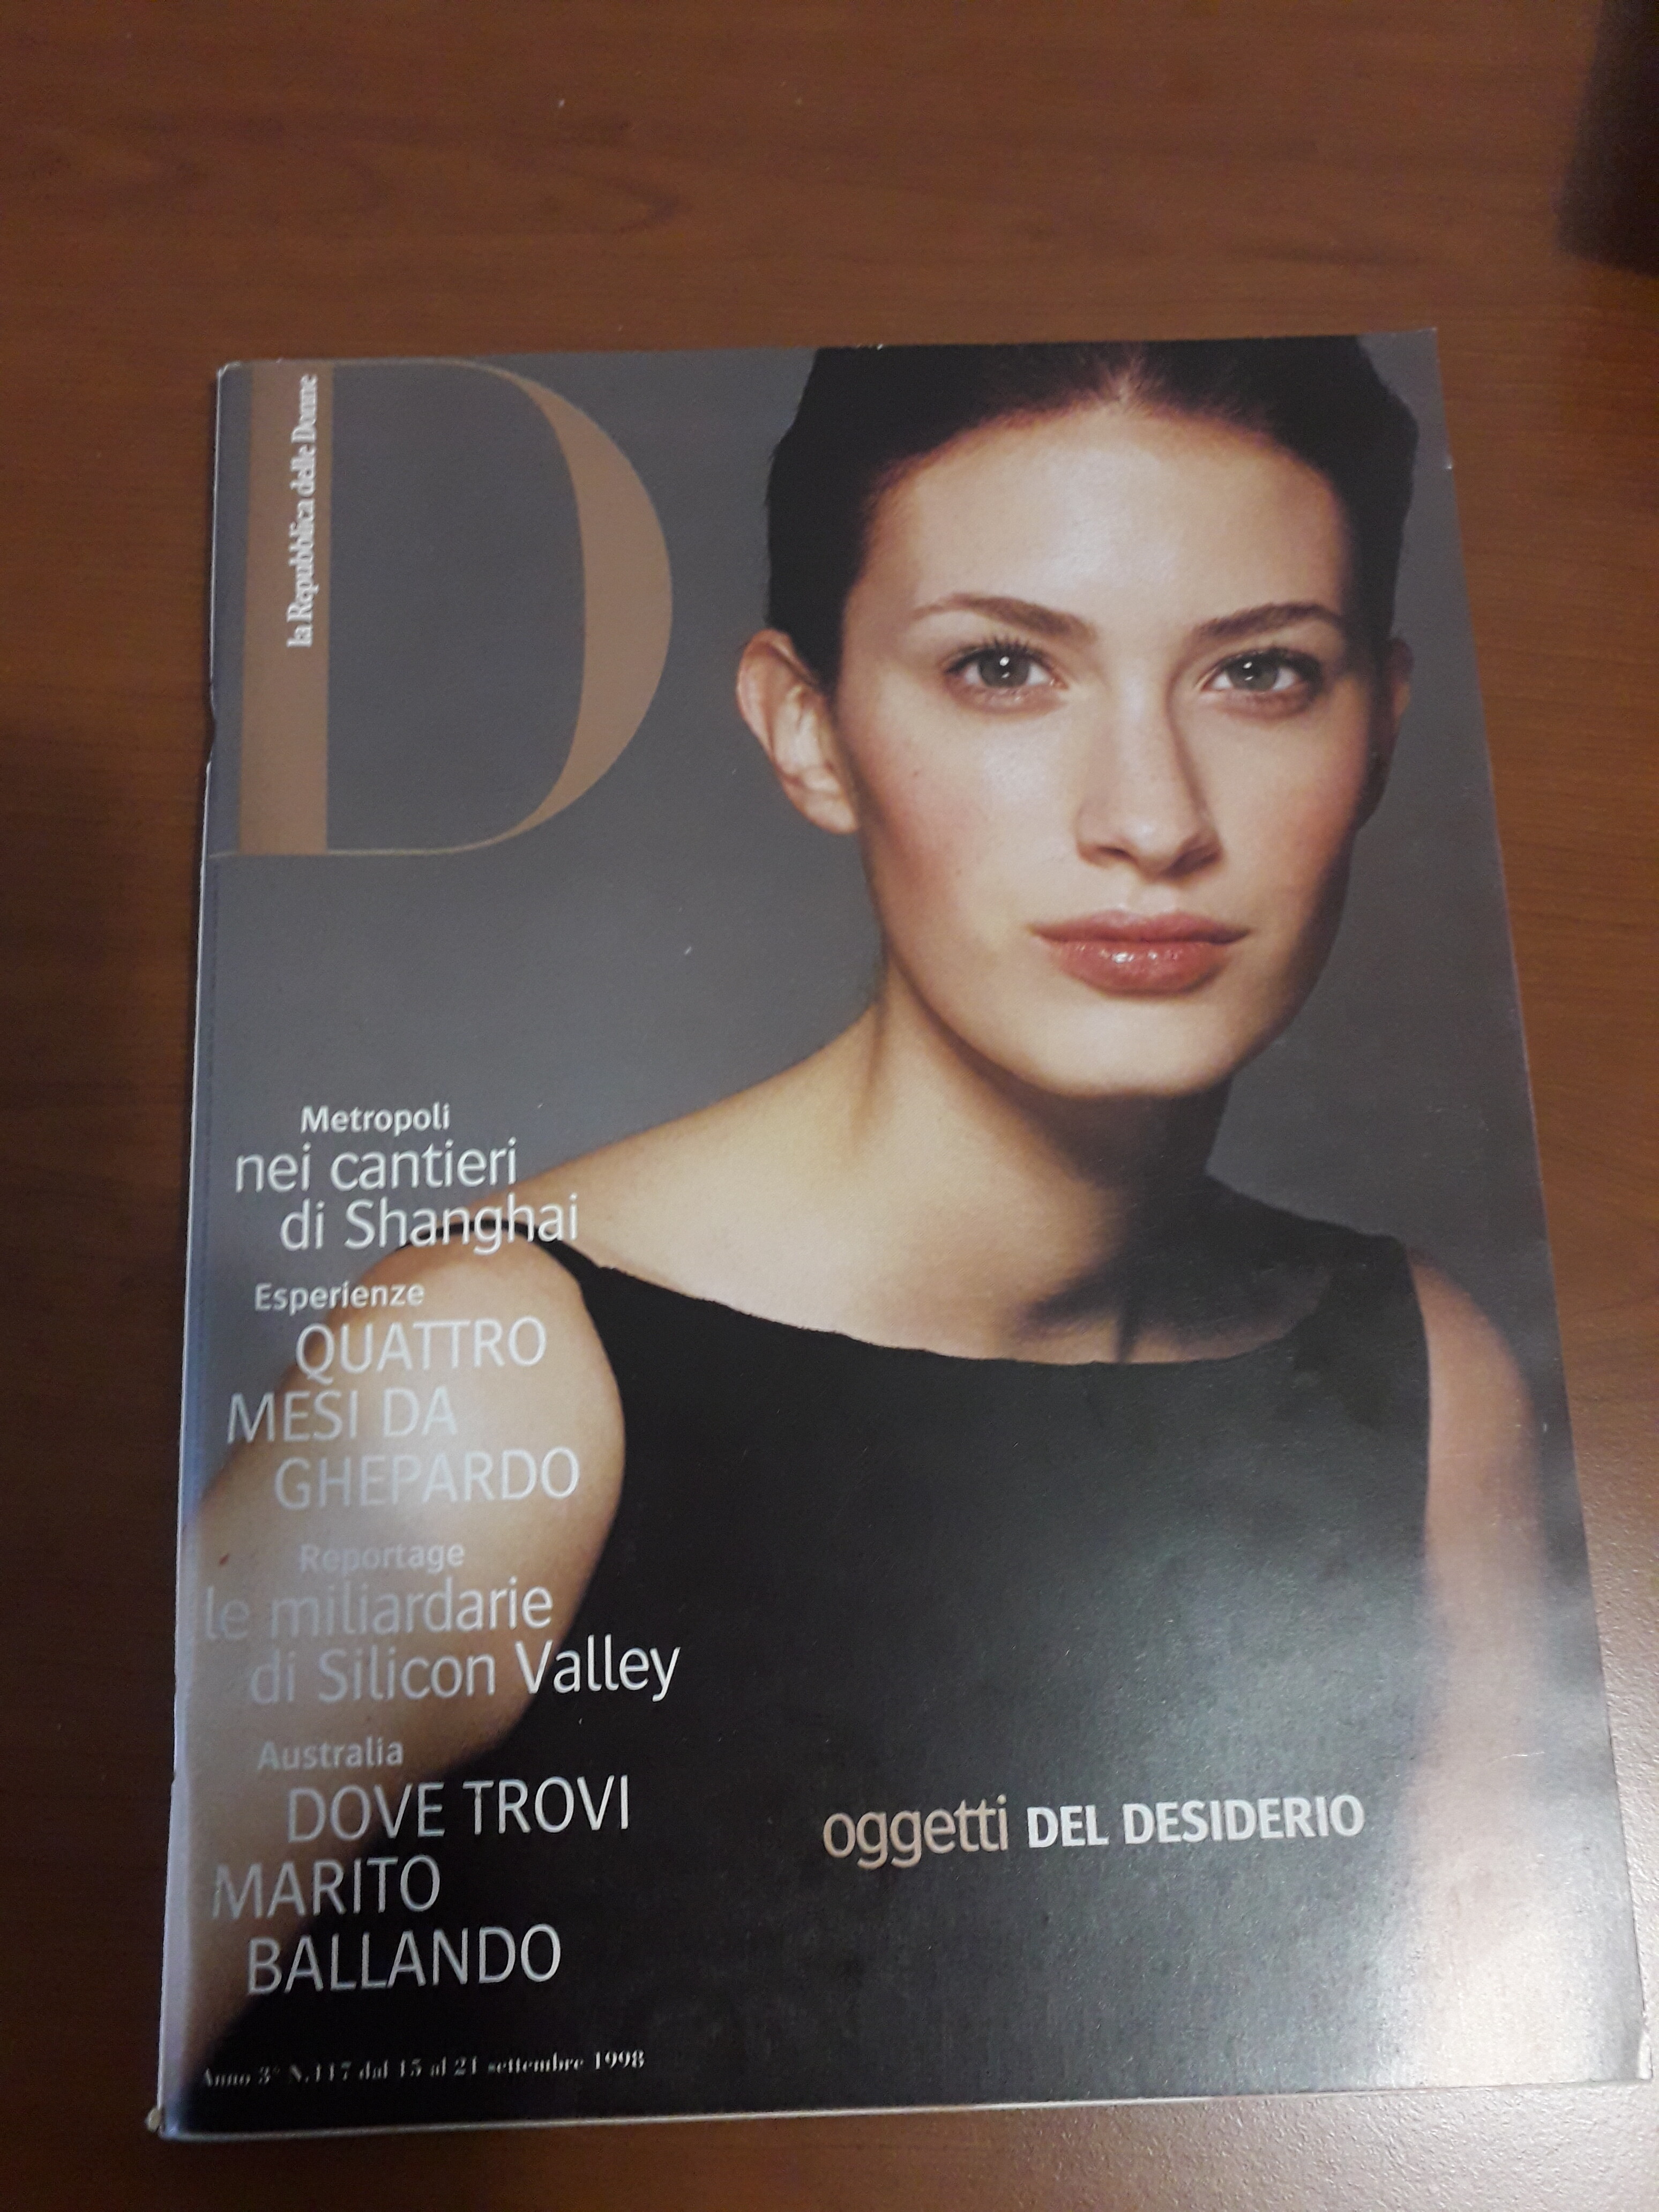 D
la Repubblica delle Donne
Metropoli
nei cantieri
di Shanghai
Esperienze
QUATTRO
MESI DA
GHEPARDO
Reportage
le miliardarie
di Silicon Valley
Australia
DOVE TROVI
MARITO
BALLANDO
oggetti DEL DESIDERIO
Anno 3° N.117 dal 15 al 21 settembre 1998